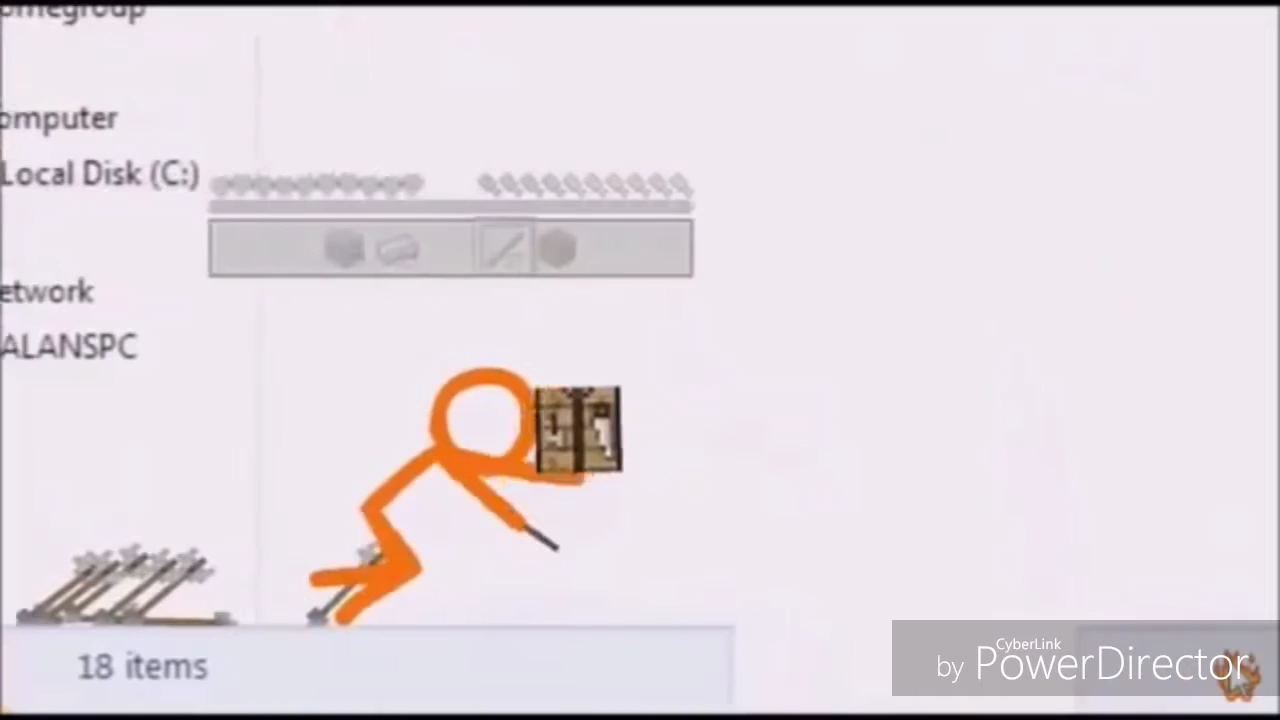 omegroup
omputer
Local Disk (C:)
etwork
ALANSPC
18 items
CyberLink
by PowerDirector